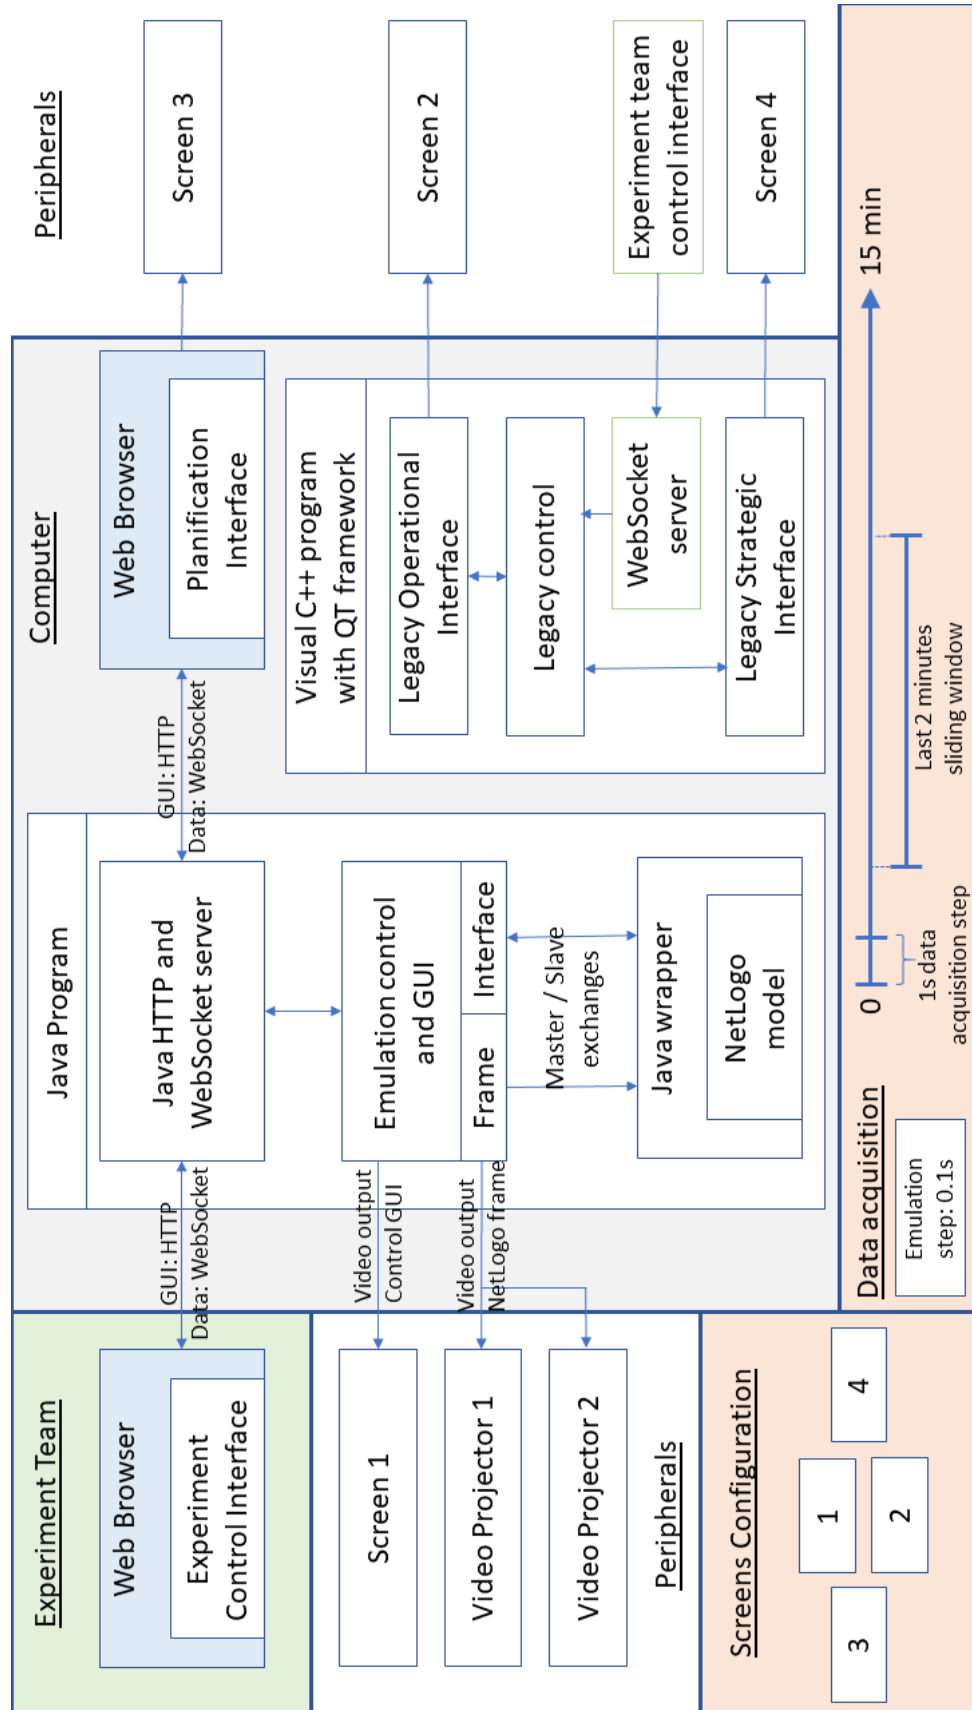 Experiment Team
Web Browser
Experiment
Control Interface
GUI: HTTP
Data: WebSocket
Screen 1
Video Projector 1
Video Projector 2
Peripherals
Video output
Control GUI
Video output
NetLogo frame
Computer
Java Program
Java HTTP and
WebSocket server
Emulation control
and GUI
Frame
Interface
Master / Slave
exchanges
Java wrapper
NetLogo
model
GUI: HTTP
Data: WebSocket
Web Browser
Planification
Interface
Visual C++ program
with QT framework
Legacy Operational
Interface
Legacy control
WebSocket
server
Legacy Strategic
Interface
Peripherals
Screen 3
Screen 2
Experiment team
control interface
Screen 4
Screens Configuration
3
1
2
4
Data acquisition
Emulation
step: 0.1s
0
15 min
1s data
acquisition step
Last 2 minutes
sliding window